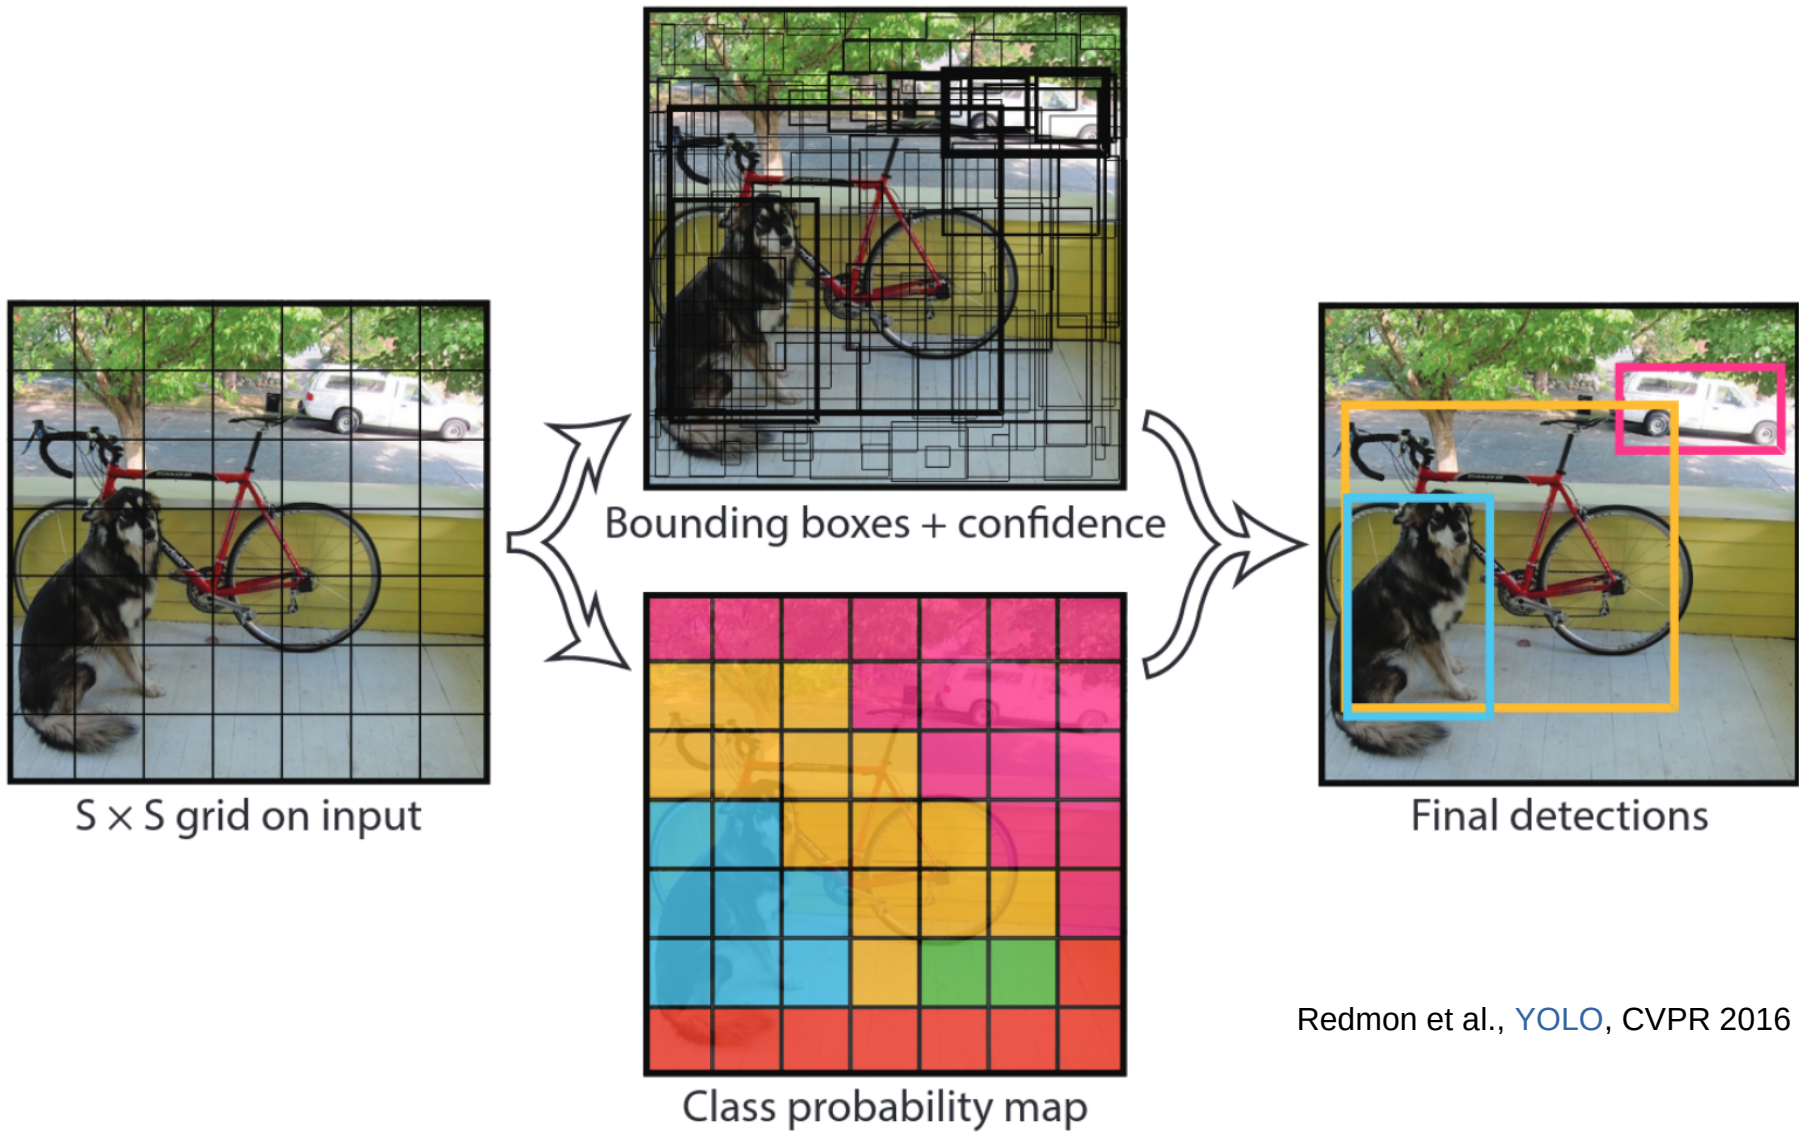 Bounding boxes + confidence
S × S grid on input
Final detections
Redmon et al., YOLO, CVPR 2016
Class probability map